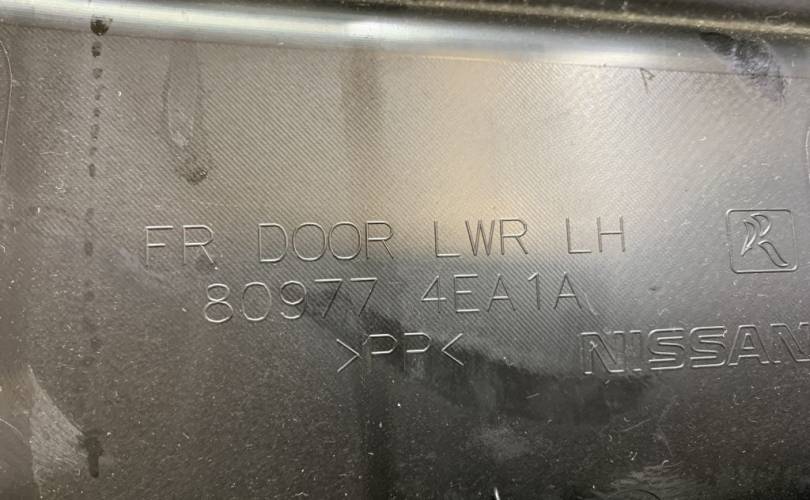 FR DOOR LWR LH
80977 4EA1A
>PP<
NISSAN